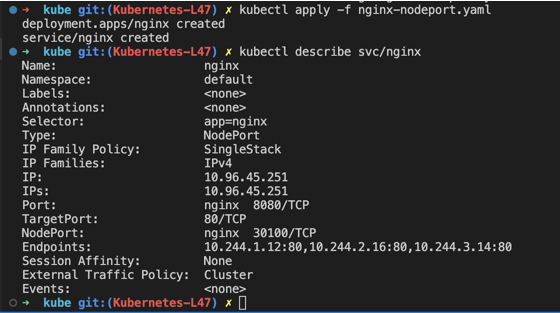 ➜ kube git:(Kubernetes-L47) ✗ kubectl apply -f nginx-nodeport.yaml
deployment.apps/nginx created
service/nginx created
➜ kube git:(Kubernetes-L47) ✗ kubectl describe svc/nginx
Name: nginx
Namespace: default
Labels: <none>
Annotations: <none>
Selector: app=nginx
Type: NodePort
IP Family Policy: SingleStack
IP Families: IPv4
IP: 10.96.45.251
IPs: 10.96.45.251
Port: nginx 8080/TCP
TargetPort: 80/TCP
NodePort: nginx 30100/TCP
Endpoints: 10.244.1.12:80,10.244.2.16:80,10.244.3.14:80
Session Affinity: None
External Traffic Policy: Cluster
Events: <none>
➜ kube git:(Kubernetes-L47) ✗